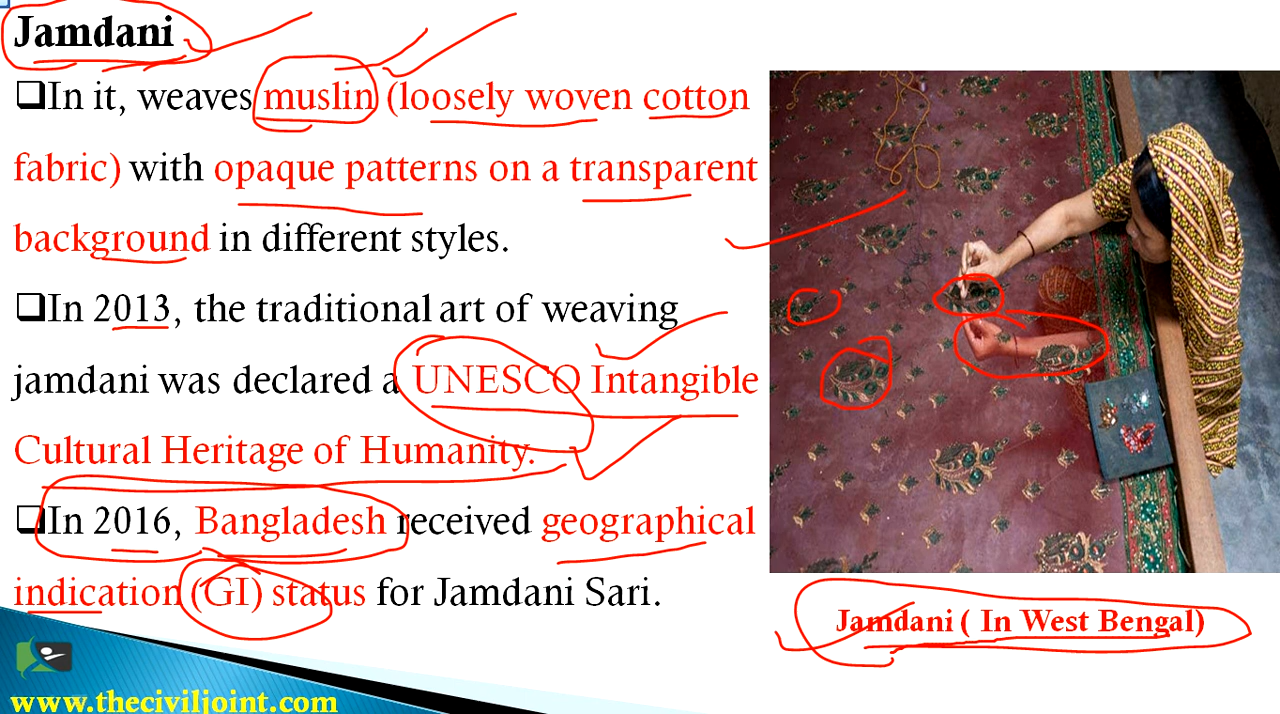 Jamdani
❑In it, weaves muslin (loosely woven cotton
fabric) with opaque patterns on a transparent
background in different styles.
❑In 2013, the traditional art of weaving
jamdani was declared a UNESCO Intangible
Cultural Heritage of Humanity.
❑In 2016, Bangladesh received geographical
indication (GI) status for Jamdani Sari.
Jamdani ( In West Bengal)
www.theciviljoint.com